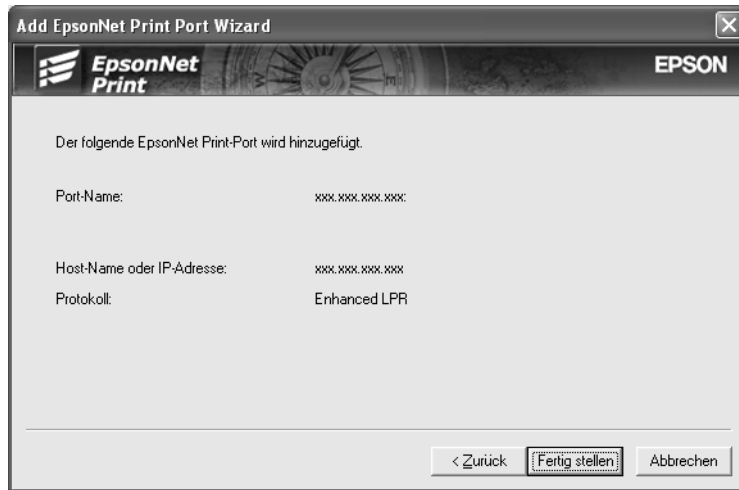 Add EpsonNet Print Port Wizard
EpsonNet
Print
EPSON
Der folgende EpsonNet Print-Port wird hinzugefügt.
Port-Name: xxx.xxx.xxx.xxx:
Host-Name oder IP-Adresse: xxx.xxx.xxx.xxx
Protokoll: Enhanced LPR
< Zurück Fertig stellen Abbrechen